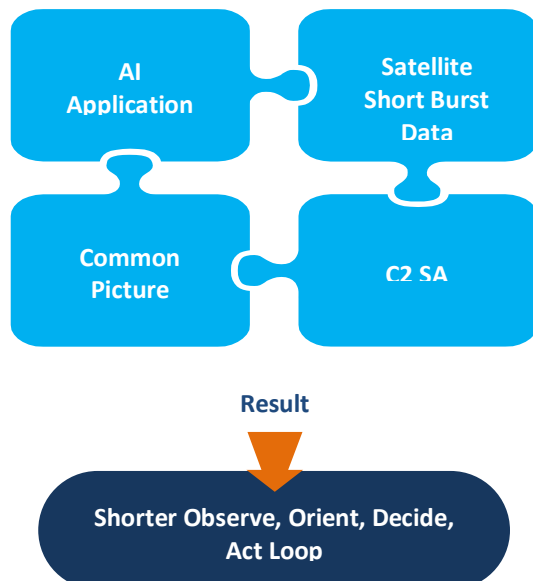 AI
Application
Satellite
Short Burst
Data
Common
Picture
C2 SA
Result
Shorter Observe, Orient, Decide,
Act Loop